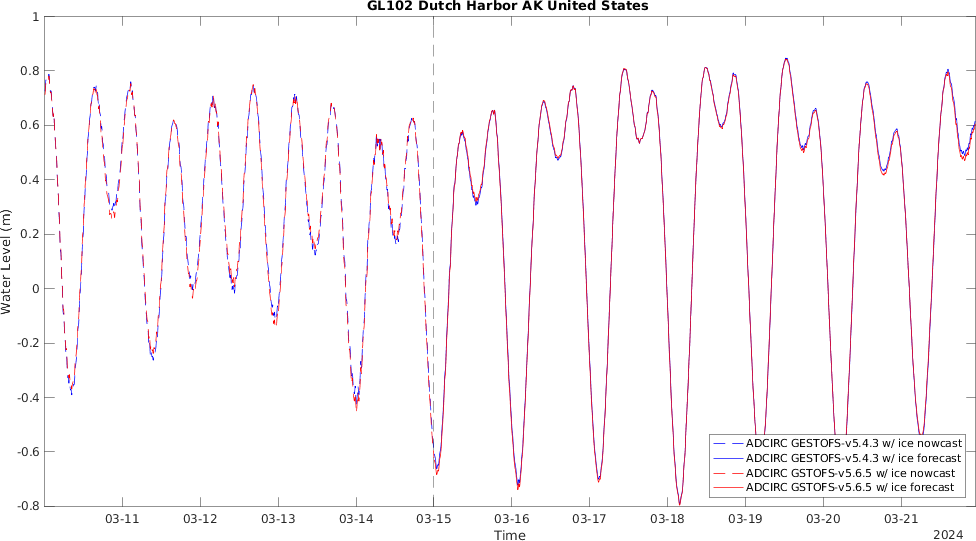 GL102 Dutch Harbor AK United States
Water Level (m)
1
0.8
0.6
0.4
0.2
0
-0.2
-0.4
-0.6
-0.8
ADCIRC GESTOFS-v5.4.3 w/ ice nowcast
ADCIRC GESTOFS-v5.4.3 w/ ice forecast
ADCIRC GSTOFS-v5.6.5 w/ ice nowcast
ADCIRC GSTOFS-v5.6.5 w/ ice forecast
03-11 03-12 03-13 03-14 03-15 03-16 03-17 03-18 03-19 03-20 03-21
Time
2024